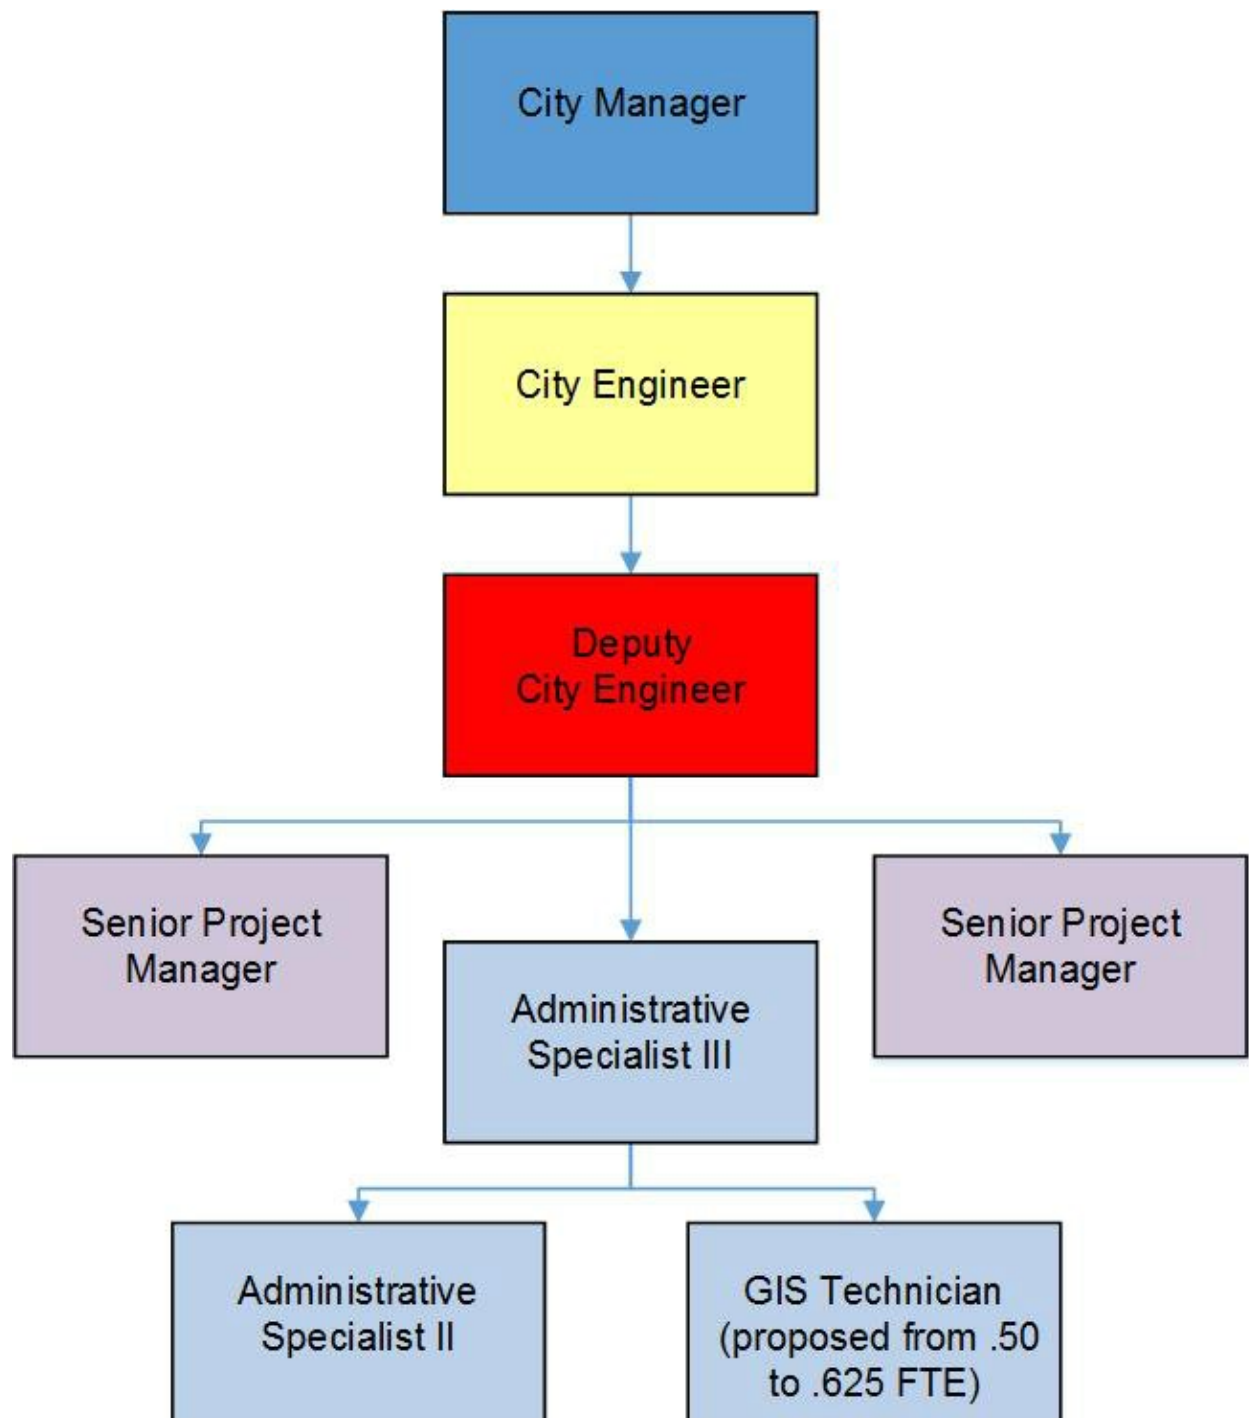 City Manager
City Engineer
Deputy
City Engineer
Senior Project
Manager
Senior Project
Manager
Administrative
Specialist III
Administrative
Specialist II
GIS Technician
(proposed from .50
to .625 FTE)